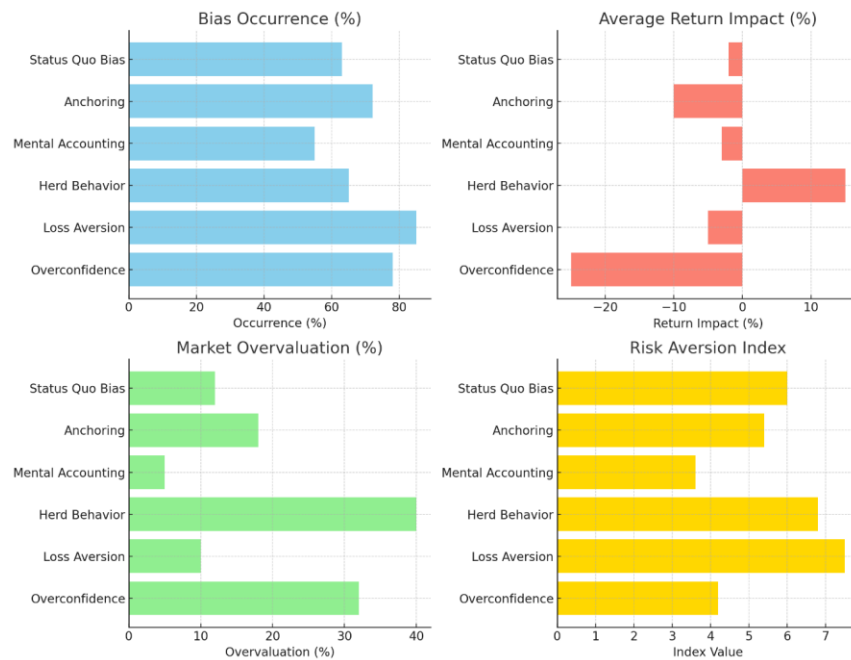 Bias Occurrence (%)
Status Quo Bias
Anchoring
Mental Accounting
Herd Behavior
Loss Aversion
Overconfidence
0 20 40 60 80
Occurrence (%)
Average Return Impact (%)
Status Quo Bias
Anchoring
Mental Accounting
Herd Behavior
Loss Aversion
Overconfidence
−20 −10 0 10
Return Impact (%)
Market Overvaluation (%)
Status Quo Bias
Anchoring
Mental Accounting
Herd Behavior
Loss Aversion
Overconfidence
0 10 20 30 40
Overvaluation (%)
Risk Aversion Index
Status Quo Bias
Anchoring
Mental Accounting
Herd Behavior
Loss Aversion
Overconfidence
0 1 2 3 4 5 6 7
Index Value